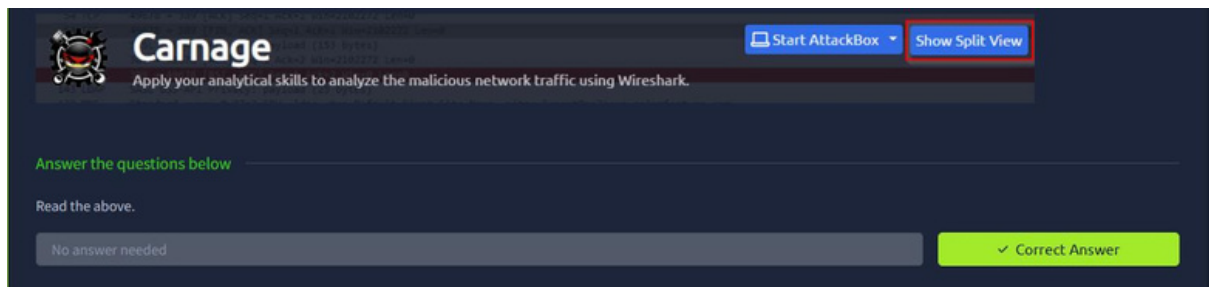 Carnage
Start AttackBox
Show Split View
Apply your analytical skills to analyze the malicious network traffic using Wireshark.
Answer the questions below
Read the above.
No answer needed
✓ Correct Answer